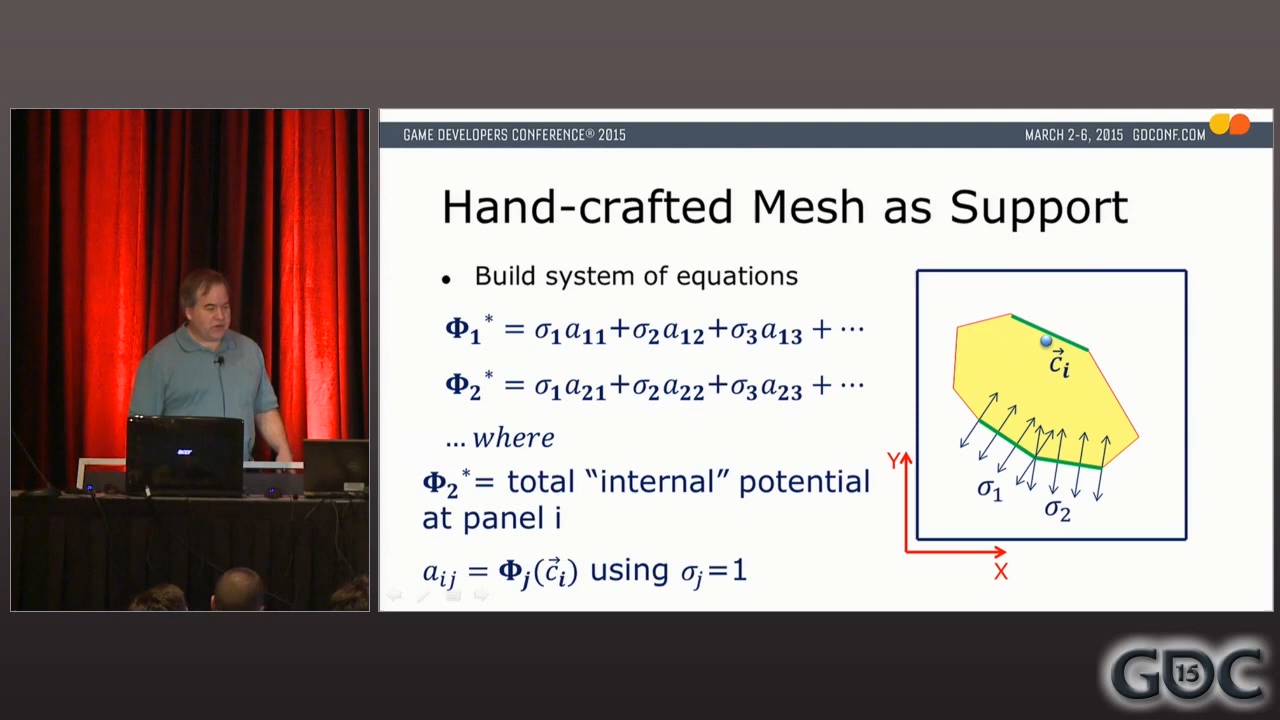 GAME DEVELOPERS CONFERENCE® 2015
MARCH 2-6, 2015 GDCONF.COM
Hand-crafted Mesh as Support
• Build system of equations
Φ₁* = σ₁a₁₁+σ₂a₁₂+σ₃a₁₃ + ⋯
Φ₂* = σ₁a₂₁+σ₂a₂₂+σ₃a₂₃ + ⋯
… where
Φ₂*= total “internal” potential
at panel i
aᵢⱼ = Φⱼ(c⃗ᵢ) using σⱼ=1
c⃗ᵢ
Y
σ₁
σ₂
X
acer
GDC
15